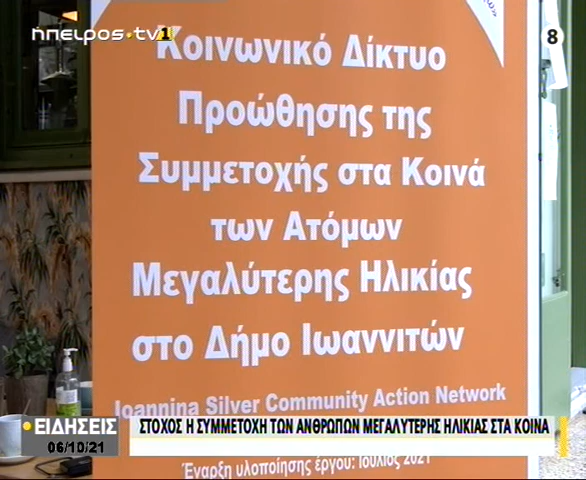 ήπειρος.tv1
8
Κοινωνικό Δίκτυο
Προώθησης της
Συμμετοχής στα Κοινά
των Ατόμων
Μεγαλύτερης Ηλικίας
στο Δήμο Ιωαννιτών
Ioannina Silver Community Action Network
ΕΙΔΗΣΕΙΣ
06/10/21
ΣΤΟΧΟΣ Η ΣΥΜΜΕΤΟΧΗ ΤΩΝ ΑΝΘΡΩΠΩΝ ΜΕΓΑΛΥΤΕΡΗΣ ΗΛΙΚΙΑΣ ΣΤΑ ΚΟΙΝΑ
Έναρξη υλοποίησης έργου: Ιούλιος 2021